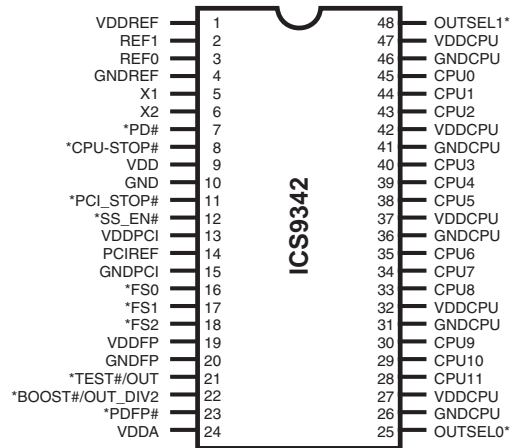 VDDREF 1 48 OUTSEL1*
REF1 2 47 VDDCPU
REF0 3 46 GNDCPU
GNDREF 4 45 CPU0
X1 5 44 CPU1
X2 6 43 CPU2
*PD# 7 42 VDDCPU
*CPU-STOP# 8 41 GNDCPU
VDD 9 40 CPU3
GND 10 39 CPU4
*PCI_STOP# 11 38 CPU5
*SS_EN# 12 37 VDDCPU
VDDPCI 13 36 GNDCPU
PCIREF 14 35 CPU6
GNDPCI 15 34 CPU7
*FS0 16 33 CPU8
*FS1 17 32 VDDCPU
*FS2 18 31 GNDCPU
VDDFP 19 30 CPU9
GNDFP 20 29 CPU10
*TEST#/OUT 21 28 CPU11
*BOOST#/OUT_DIV2 22 27 VDDCPU
*PDFP# 23 26 GNDCPU
VDDA 24 25 OUTSEL0*
ICS9342